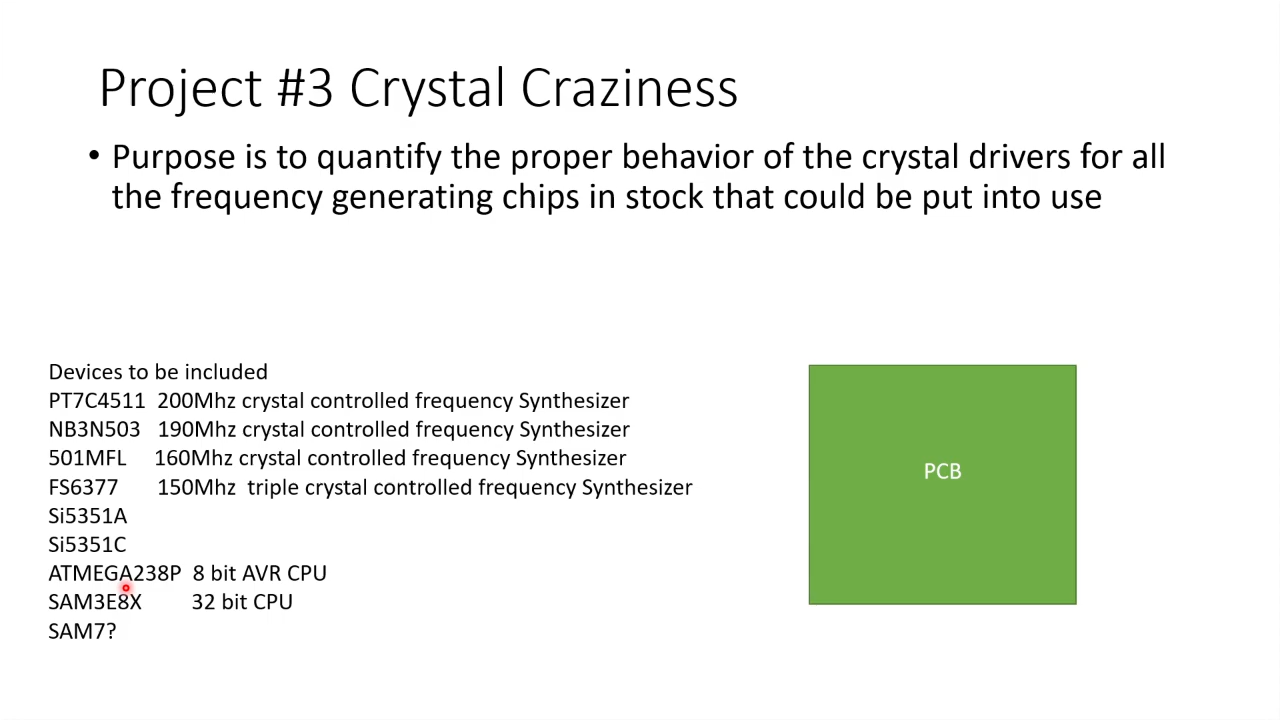 Project #3 Crystal Craziness
• Purpose is to quantify the proper behavior of the crystal drivers for all
the frequency generating chips in stock that could be put into use
Devices to be included
PT7C4511 200Mhz crystal controlled frequency Synthesizer
NB3N503 190Mhz crystal controlled frequency Synthesizer
501MFL 160Mhz crystal controlled frequency Synthesizer
FS6377 150Mhz triple crystal controlled frequency Synthesizer
Si5351A
Si5351C
ATMEGA238P 8 bit AVR CPU
SAM3E8X 32 bit CPU
SAM7?
PCB